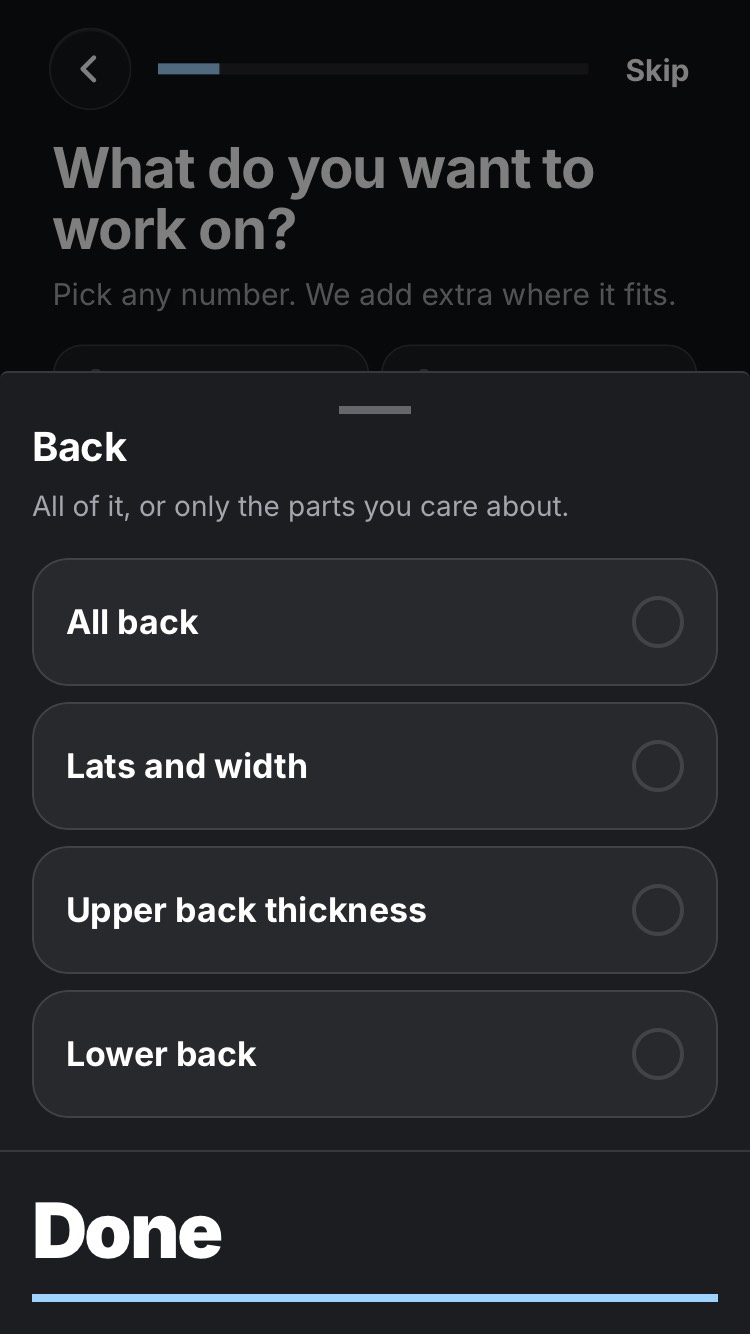 Skip
What do you want to
work on?
Pick any number. We add extra where it fits.
Back
All of it, or only the parts you care about.
All back
Lats and width
Upper back thickness
Lower back
Done